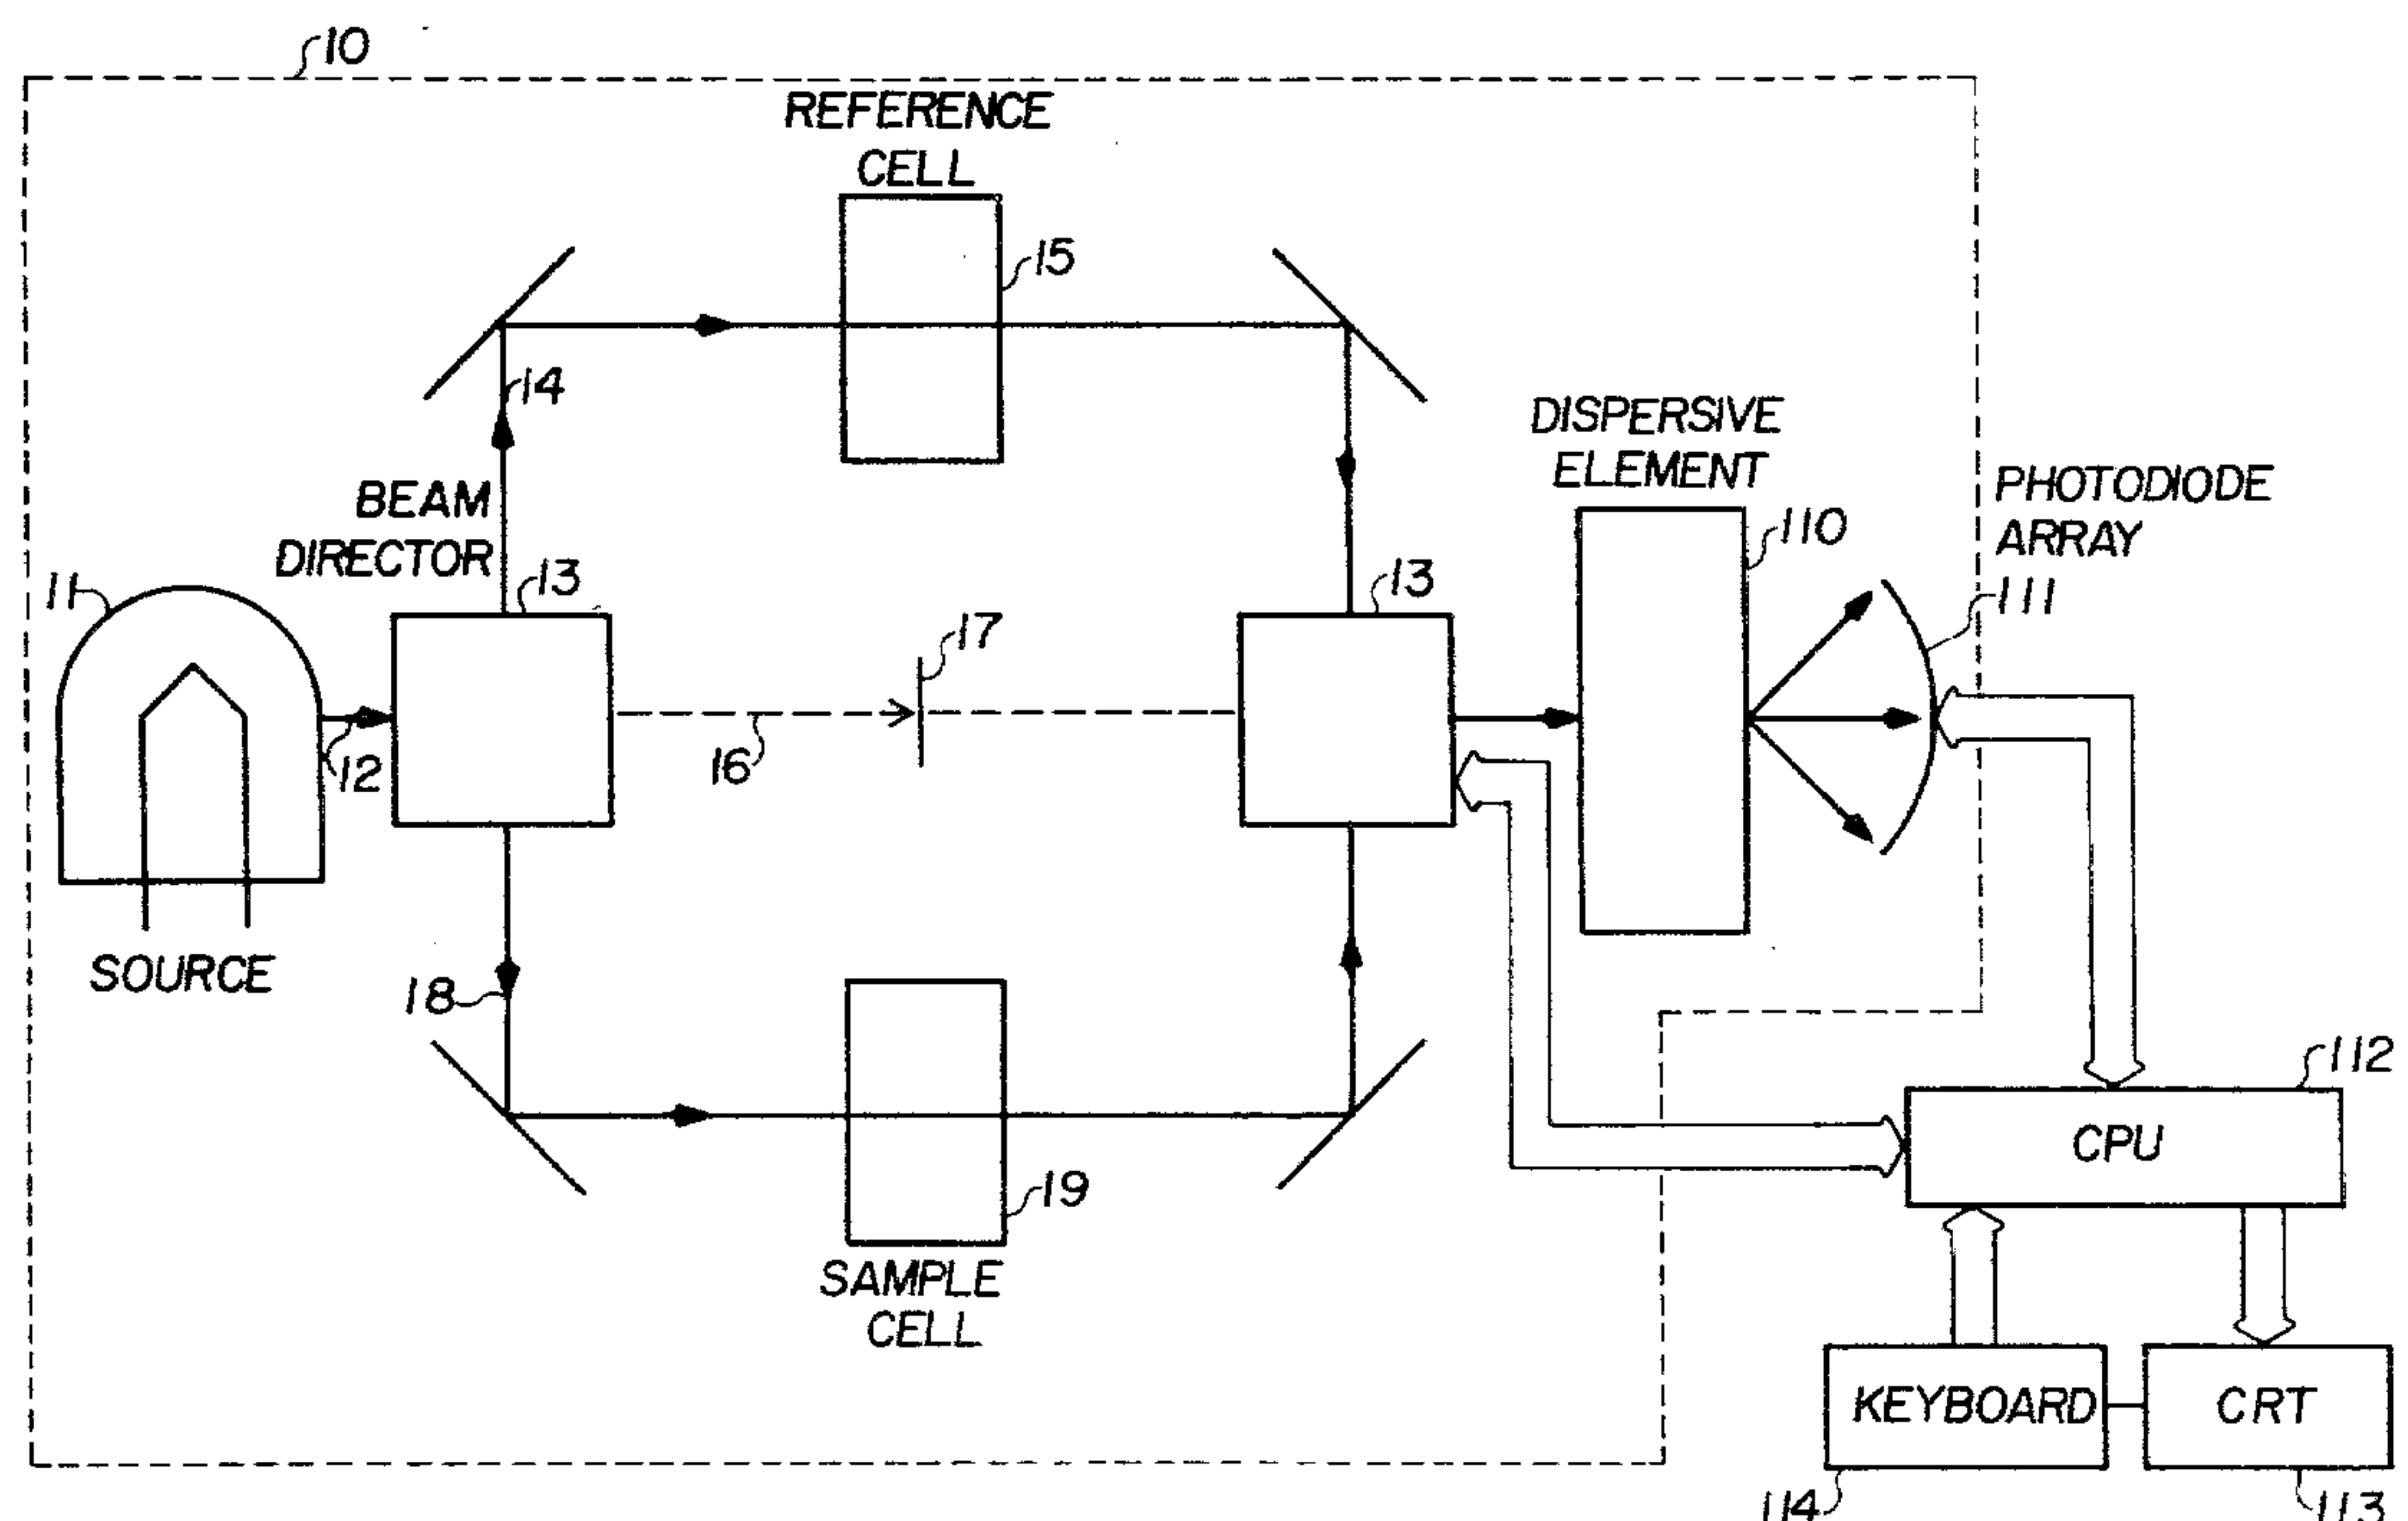 10
REFERENCE
CELL
15
14
BEAM
DIRECTOR
13
11
12
SOURCE
16
17
13
DISPERSIVE
ELEMENT
110
PHOTODIODE
ARRAY
111
18
19
SAMPLE
CELL
112
CPU
KEYBOARD
CRT
114
113